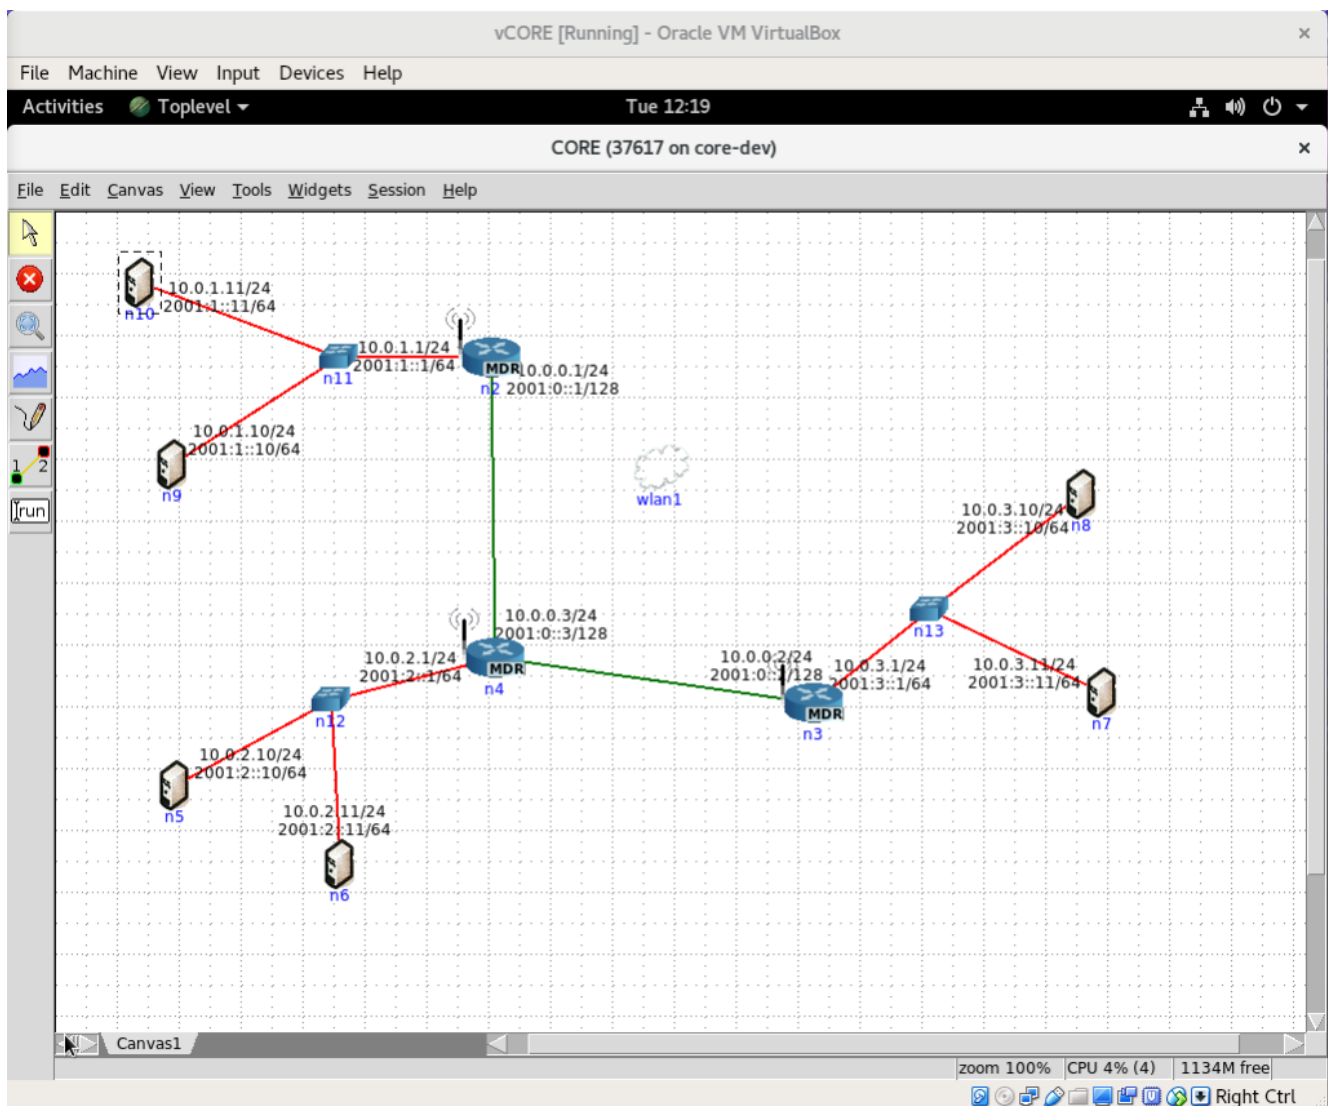 vCORE [Running] - Oracle VM VirtualBox
File Machine View Input Devices Help
Activities Toplevel Tue 12:19
CORE (37617 on core-dev)
File Edit Canvas View Tools Widgets Session Help
10.0.1.11/24
2001:1::11/64
n10
10.0.1.1/24
2001:1::1/64
n11
MDR
n2
10.0.0.1/24
2001:0::1/128
10.0.1.10/24
2001:1::10/64
n9
wlan1
1 2
run
10.0.3.10/24
2001:3::10/64
n8
n13
10.0.0.3/24
2001:0::3/128
10.0.2.1/24
2001:2::1/64
MDR
n4
n12
10.0.0.2/24
10.0.3.1/24
2001:3::1/64
MDR
n3
10.0.3.11/24
2001:3::11/64
n7
10.0.2.10/24
2001:2::10/64
n5
10.0.2.11/24
2001:2::11/64
n6
Canvas1
zoom 100% CPU 4% (4) 1134M free
Right Ctrl